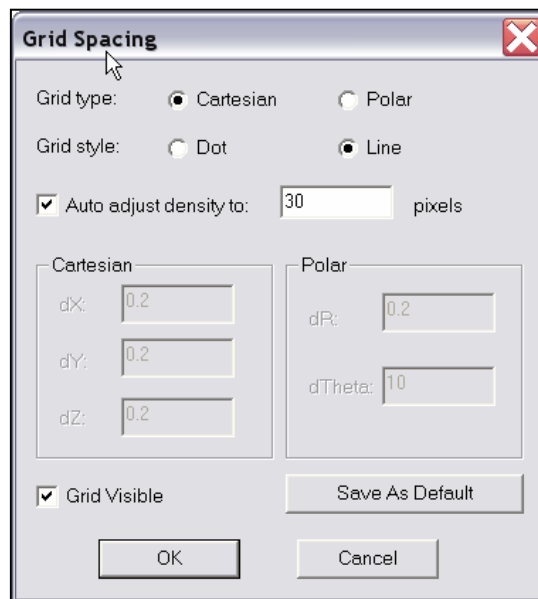 Grid Spacing
Grid type: Cartesian Polar
Grid style: Dot Line
Auto adjust density to: 30 pixels
Cartesian
dX: 0.2
dY: 0.2
dZ: 0.2
Polar
dR: 0.2
dTheta: 10
Grid Visible
Save As Default
OK
Cancel